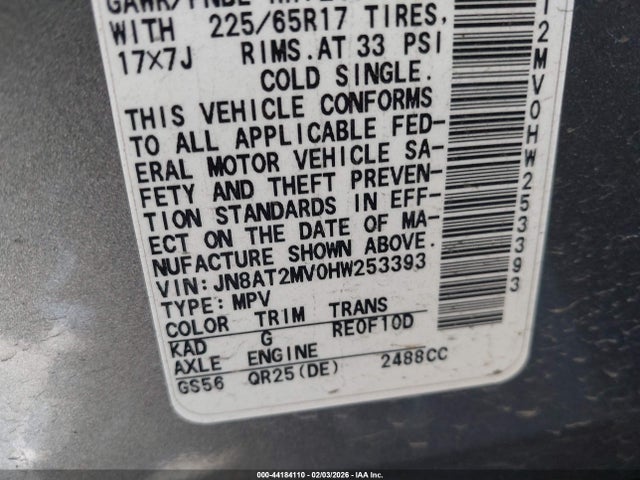 WITH 225/65R17 TIRES,
17X7J RIMS.AT 33 PSI
COLD SINGLE.
THIS VEHICLE CONFORMS
TO ALL APPLICABLE FED-
ERAL MOTOR VEHICLE SA-
FETY AND THEFT PREVEN-
TION STANDARDS IN EFF-
ECT ON THE DATE OF MA-
NUFACTURE SHOWN ABOVE.
VIN: JN8AT2MV0HW253393
TYPE: MPV
COLOR TRIM TRANS
KAD G RE0F10D
AXLE ENGINE
GS56 QR25(DE) 2488CC
2MV0HW253393
000-44184110 - 02/03/2026 - IAA Inc.